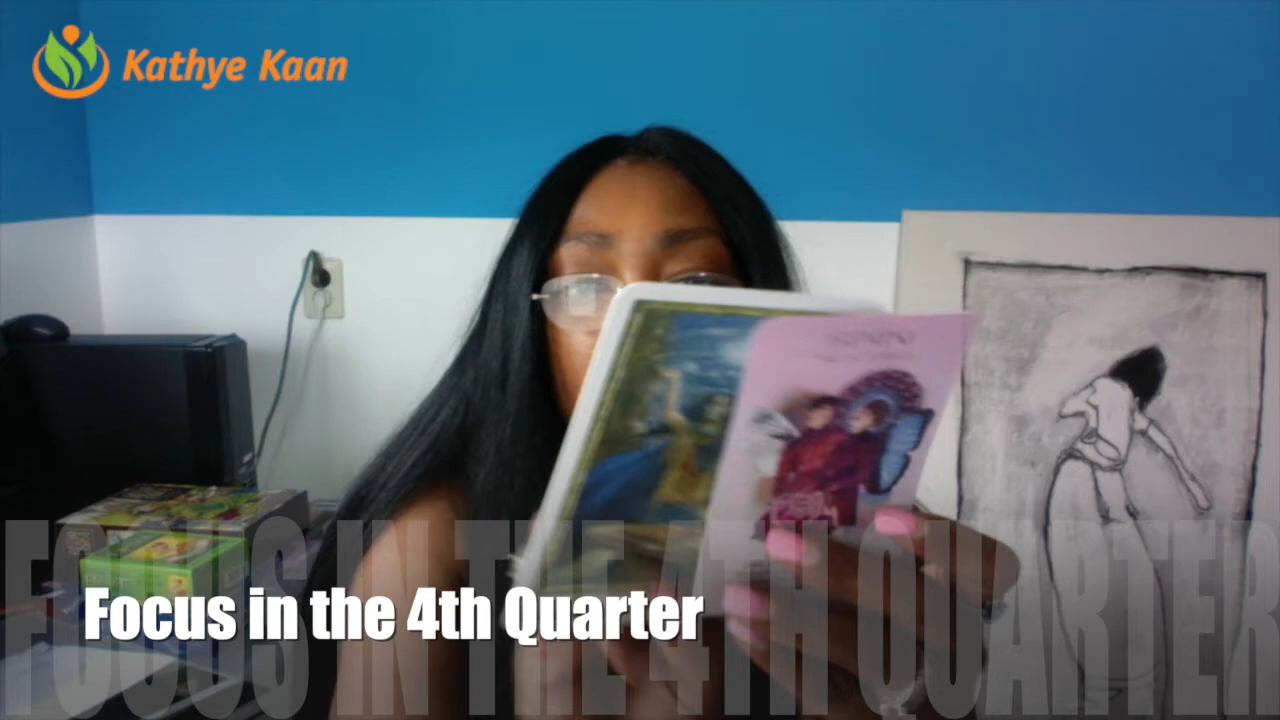 Kathye Kaan
Focus in the 4th Quarter
FOCUS IN THE 4TH QUARTER